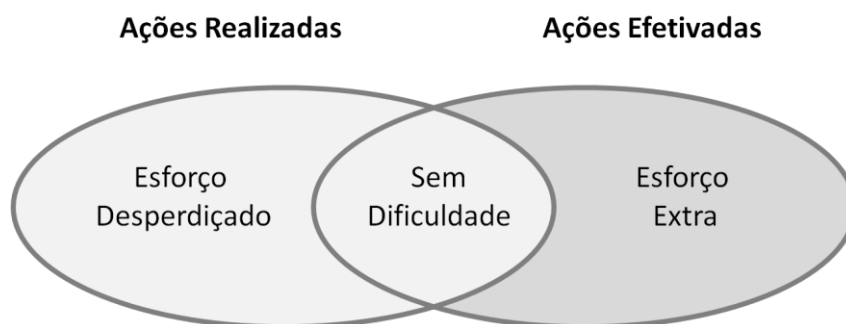 Ações Realizadas
Ações Efetivadas
Esforço
Desperdiçado
Sem
Dificuldade
Esforço
Extra